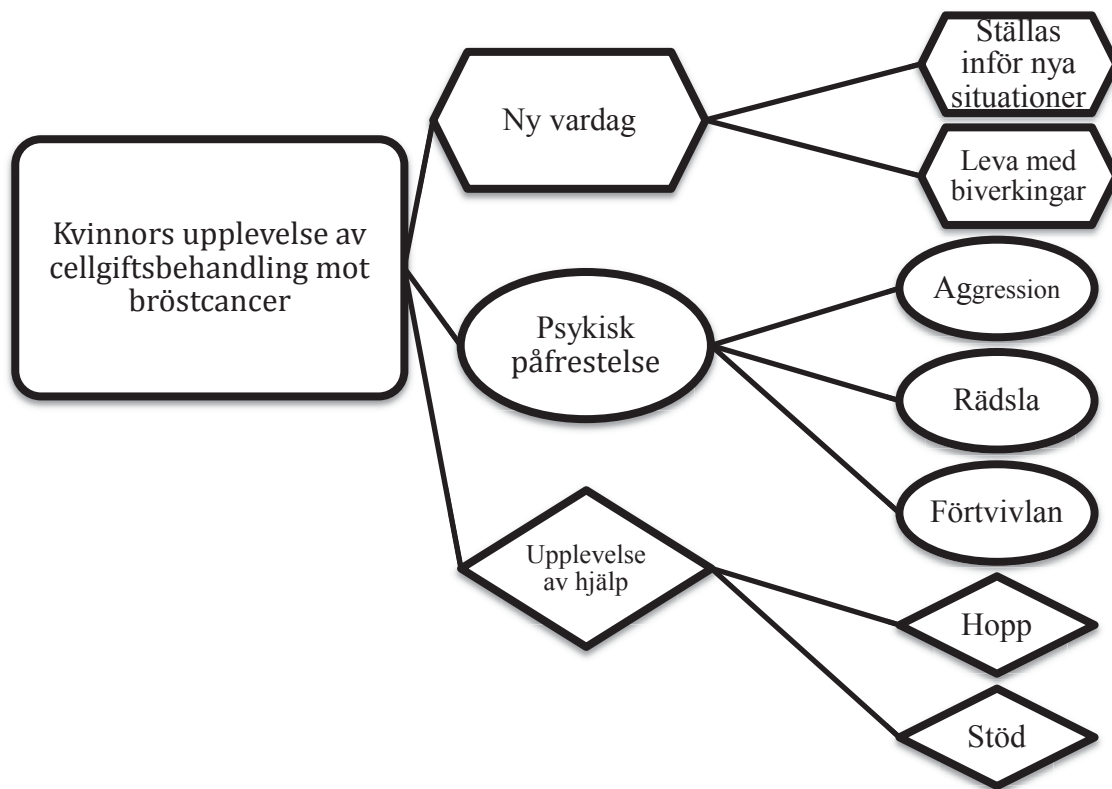 Kvinnors upplevelse av
cellgiftsbehandling mot
bröstcancer
Ny vardag
Ställas
inför nya
situationer
Leva med
biverkingar
Psykisk
påfrestelse
Aggression
Rädsla
Förtvivlan
Upplevelse
av hjälp
Hopp
Stöd